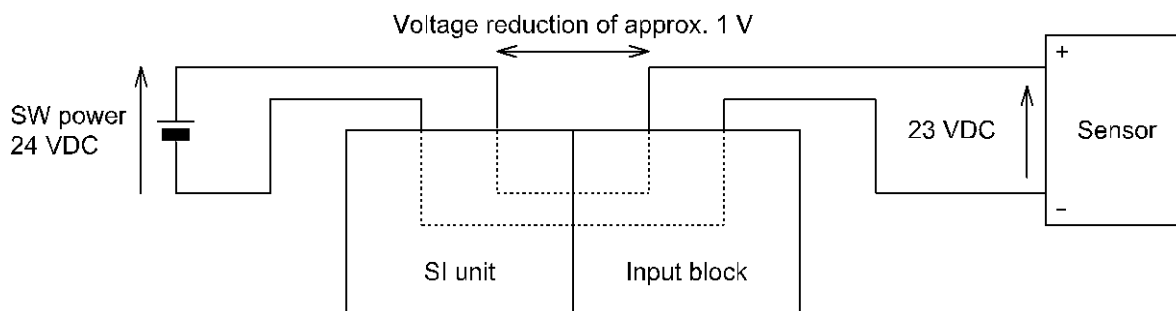 Voltage reduction of approx. 1 V
SW power
24 VDC
+
23 VDC
Sensor
−
SI unit
Input block